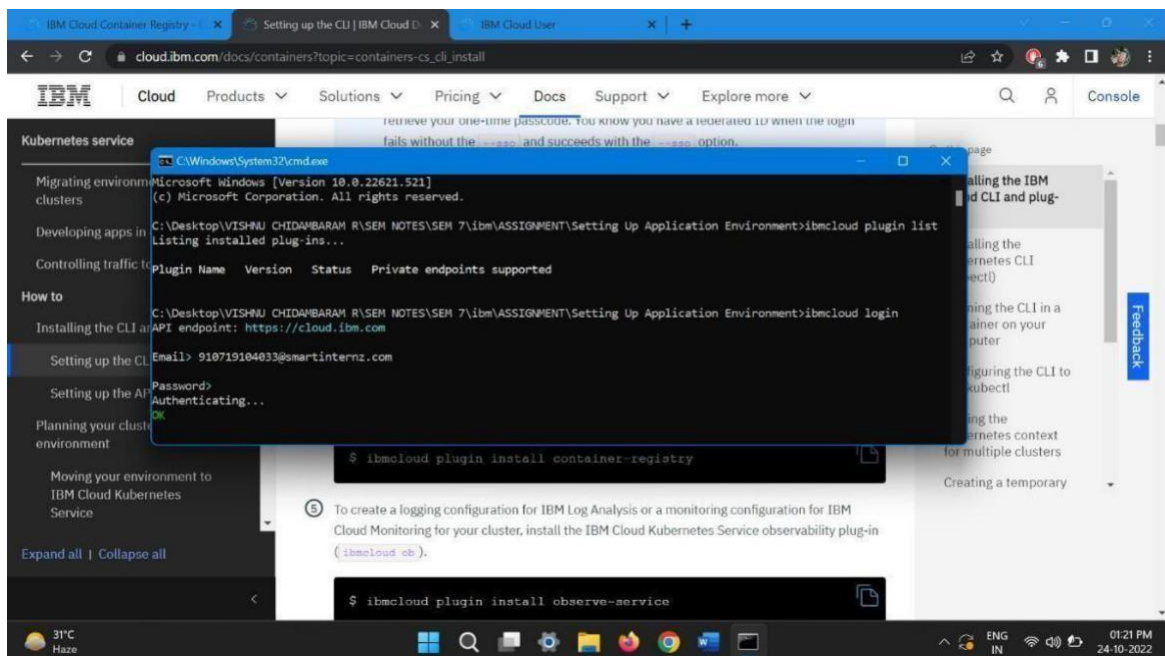 IBM Cloud Container Registry -
Setting up the CLI | IBM Cloud D
IBM Cloud User
cloud.ibm.com/docs/containers?topic=containers-cs_cli_install
IBM Cloud Products Solutions Pricing Docs Support Explore more Console
Kubernetes service
Migrating environm
clusters
Developing apps in
Controlling traffic to
How to
Installing the CLI a
Setting up the CL
Setting up the AP
Planning your clust
environment
Moving your environment to
IBM Cloud Kubernetes
Service
Expand all | Collapse all
retrieve your one-time passcode. You know you have a federated ID when the login
fails without the --sso and succeeds with the --sso option.
C:\Windows\System32\cmd.exe
Microsoft Windows [Version 10.0.22621.521]
(c) Microsoft Corporation. All rights reserved.
C:\Desktop\VISHNU CHIDAMBARAM R\SEM NOTES\SEM 7\ibm\ASSIGNMENT\Setting Up Application Environment>ibmcloud plugin list
Listing installed plug-ins...
Plugin Name Version Status Private endpoints supported
C:\Desktop\VISHNU CHIDAMBARAM R\SEM NOTES\SEM 7\ibm\ASSIGNMENT\Setting Up Application Environment>ibmcloud login
API endpoint: https://cloud.ibm.com
Email> 910719104033@smartinternz.com
Password>
Authenticating...
OK
$ ibmcloud plugin install container-registry
5 To create a logging configuration for IBM Log Analysis or a monitoring configuration for IBM
Cloud Monitoring for your cluster, install the IBM Cloud Kubernetes Service observability plug-in
( ibmcloud ob ).
$ ibmcloud plugin install observe-service
page
alling the IBM
d CLI and plug-
alling the
ernetes CLI
ectl)
ning the CLI in a
ainer on your
puter
figuring the CLI to
kubectl
ing the
ernetes context
for multiple clusters
Creating a temporary
Feedback
31°C
Haze
ENG
IN
01:21 PM
24-10-2022